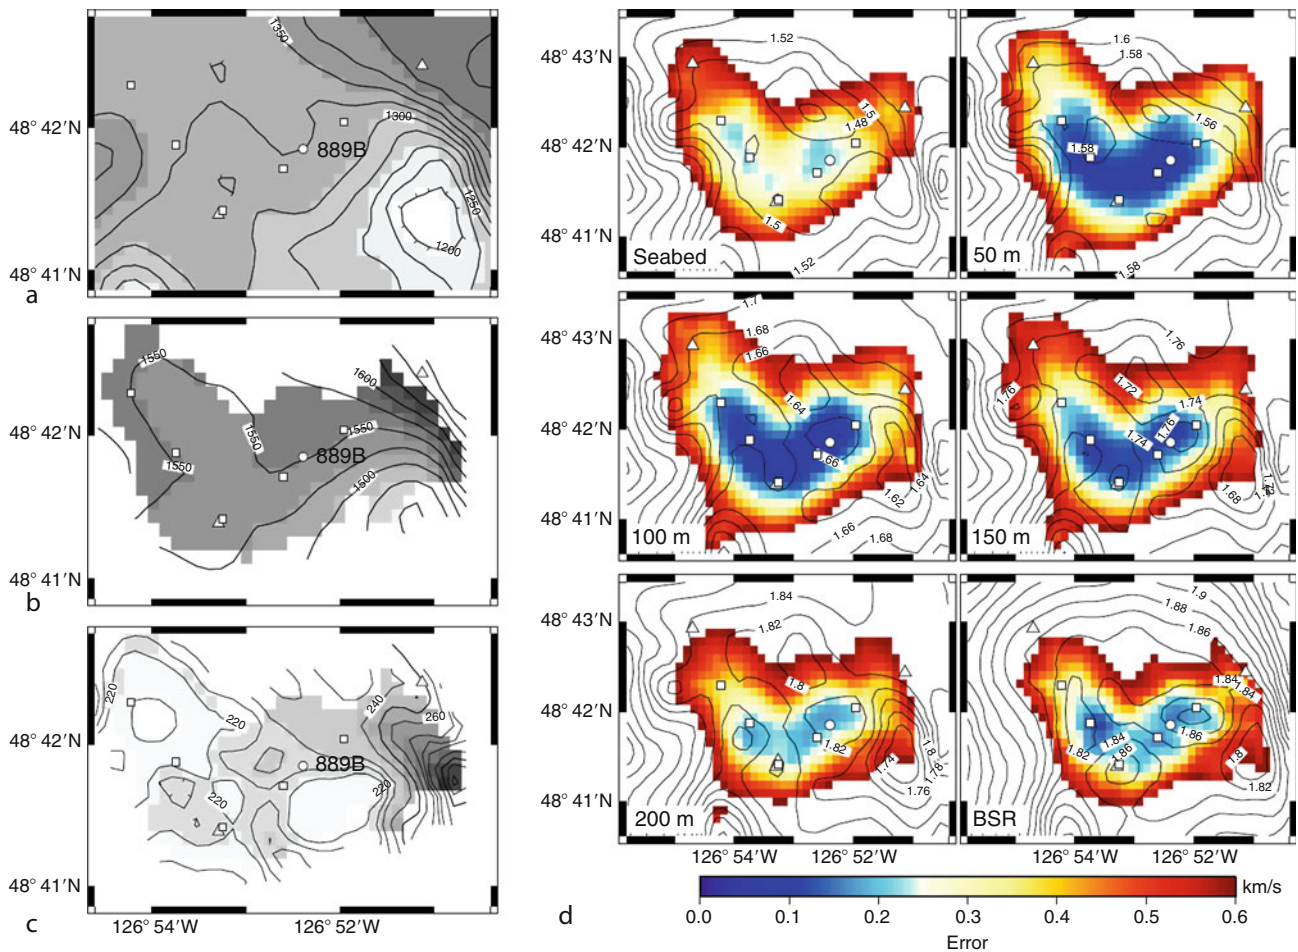 1350
1300
1250
1200
889B
48° 42′N
48° 41′N
a
1550
1600
1550
1550
1550
1500
889B
48° 42′N
48° 41′N
b
220
220
240
260
220
220
889B
48° 42′N
48° 41′N
c
126° 54′W
126° 52′W
48° 43′N
48° 42′N
48° 41′N
1.52
1.5
1.48
1.5
1.52
Seabed
1.6
1.58
1.56
1.58
1.58
50 m
48° 43′N
48° 42′N
48° 41′N
1.7
1.68
1.66
1.64
1.66
1.64
1.62
1.66
1.68
100 m
1.76
1.72
1.76
1.74
1.76
1.74
1.68
150 m
48° 43′N
48° 42′N
48° 41′N
1.84
1.82
1.8
1.82
1.8
1.74
1.78
1.76
200 m
1.9
1.88
1.86
1.84
1.84
1.86
1.84
1.86
1.82
1.8
1.82
BSR
126° 54′W
126° 52′W
126° 54′W
126° 52′W
d
km/s
0.0
0.1
0.2
0.3
0.4
0.5
0.6
Error